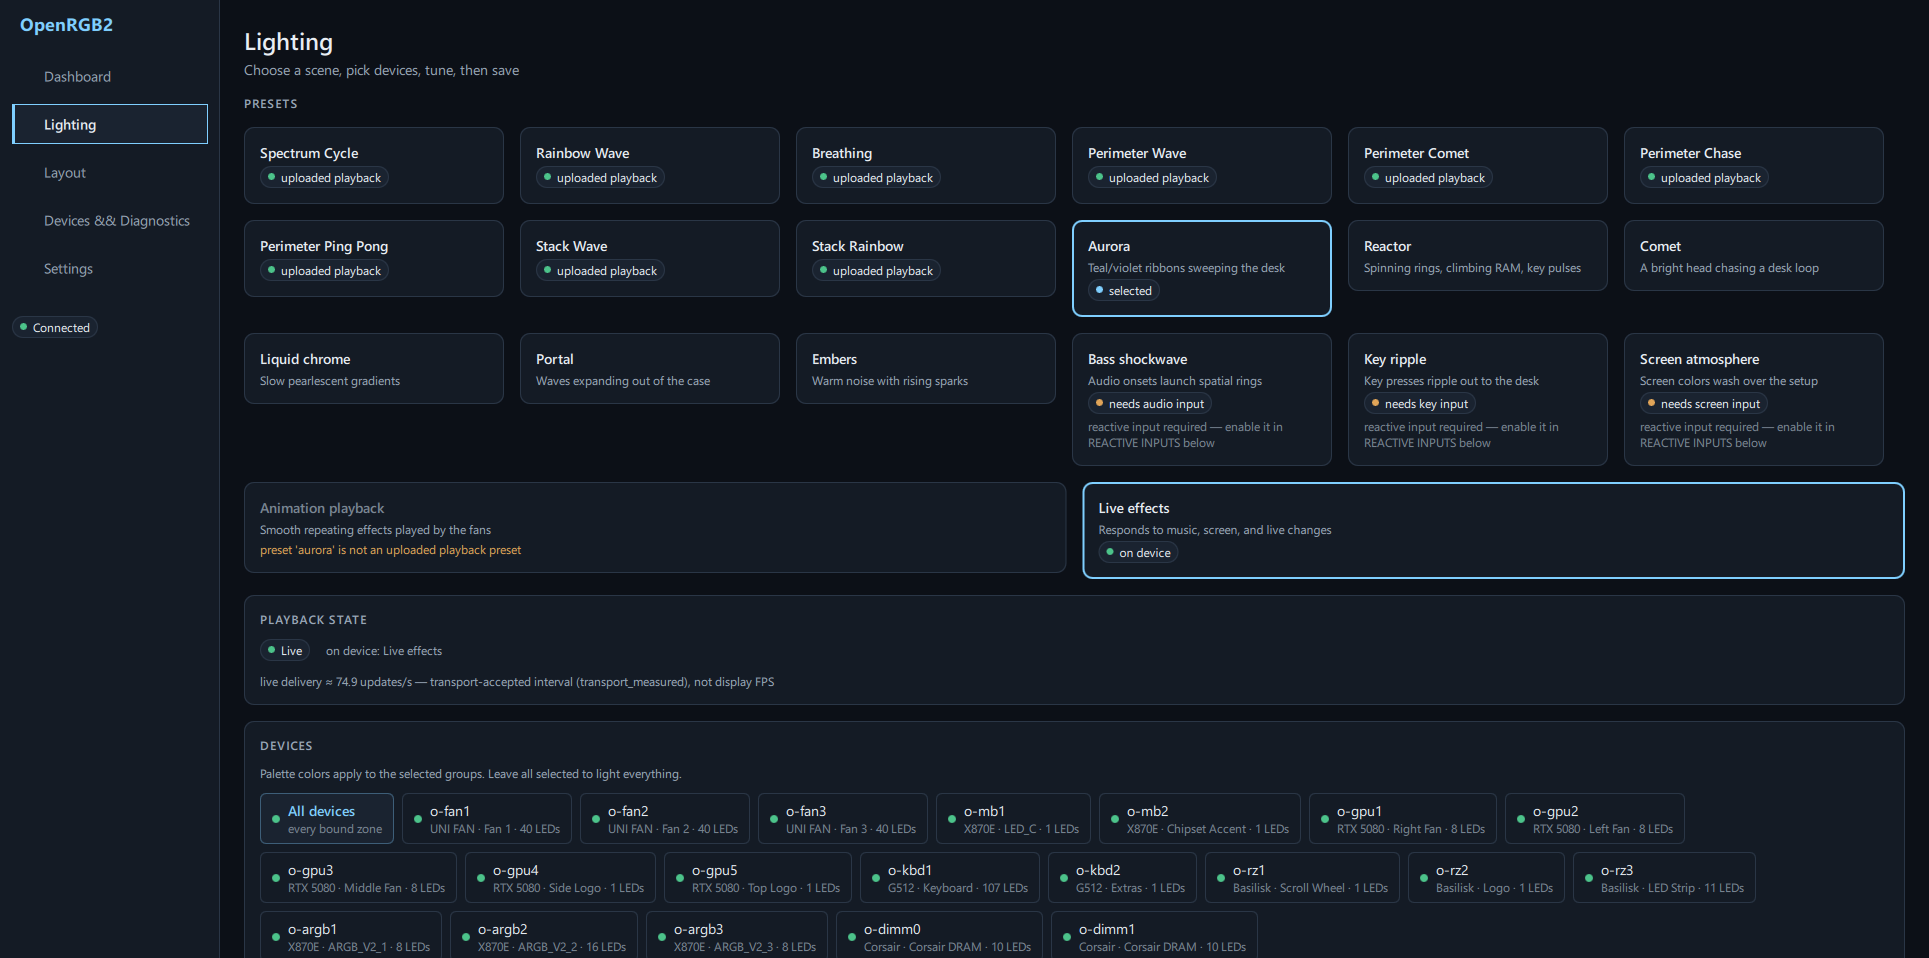 OpenRGB2
Dashboard
Lighting
Layout
Devices && Diagnostics
Settings
Connected
Lighting
Choose a scene, pick devices, tune, then save
PRESETS
Spectrum Cycle
uploaded playback
Rainbow Wave
uploaded playback
Breathing
uploaded playback
Perimeter Wave
uploaded playback
Perimeter Comet
uploaded playback
Perimeter Chase
uploaded playback
Perimeter Ping Pong
uploaded playback
Stack Wave
uploaded playback
Stack Rainbow
uploaded playback
Aurora
Teal/violet ribbons sweeping the desk
selected
Reactor
Spinning rings, climbing RAM, key pulses
Comet
A bright head chasing a desk loop
Liquid chrome
Slow pearlescent gradients
Portal
Waves expanding out of the case
Embers
Warm noise with rising sparks
Bass shockwave
Audio onsets launch spatial rings
needs audio input
reactive input required — enable it in
REACTIVE INPUTS below
Key ripple
Key presses ripple out to the desk
needs key input
reactive input required — enable it in
REACTIVE INPUTS below
Screen atmosphere
Screen colors wash over the setup
needs screen input
reactive input required — enable it in
REACTIVE INPUTS below
Animation playback
Smooth repeating effects played by the fans
preset 'aurora' is not an uploaded playback preset
Live effects
Responds to music, screen, and live changes
on device
PLAYBACK STATE
Live
on device: Live effects
live delivery ≈ 74.9 updates/s — transport-accepted interval (transport_measured), not display FPS
DEVICES
Palette colors apply to the selected groups. Leave all selected to light everything.
All devices
every bound zone
o-fan1
UNI FAN · Fan 1 · 40 LEDs
o-fan2
UNI FAN · Fan 2 · 40 LEDs
o-fan3
UNI FAN · Fan 3 · 40 LEDs
o-mb1
X870E · LED_C · 1 LEDs
o-mb2
X870E · Chipset Accent · 1 LEDs
o-gpu1
RTX 5080 · Right Fan · 8 LEDs
o-gpu2
RTX 5080 · Left Fan · 8 LEDs
o-gpu3
RTX 5080 · Middle Fan · 8 LEDs
o-gpu4
RTX 5080 · Side Logo · 1 LEDs
o-gpu5
RTX 5080 · Top Logo · 1 LEDs
o-kbd1
G512 · Keyboard · 107 LEDs
o-kbd2
G512 · Extras · 1 LEDs
o-rz1
Basilisk · Scroll Wheel · 1 LEDs
o-rz2
Basilisk · Logo · 1 LEDs
o-rz3
Basilisk · LED Strip · 11 LEDs
o-argb1
X870E · ARGB_V2_1 · 8 LEDs
o-argb2
X870E · ARGB_V2_2 · 16 LEDs
o-argb3
X870E · ARGB_V2_3 · 8 LEDs
o-dimm0
Corsair · Corsair DRAM · 10 LEDs
o-dimm1
Corsair · Corsair DRAM · 10 LEDs